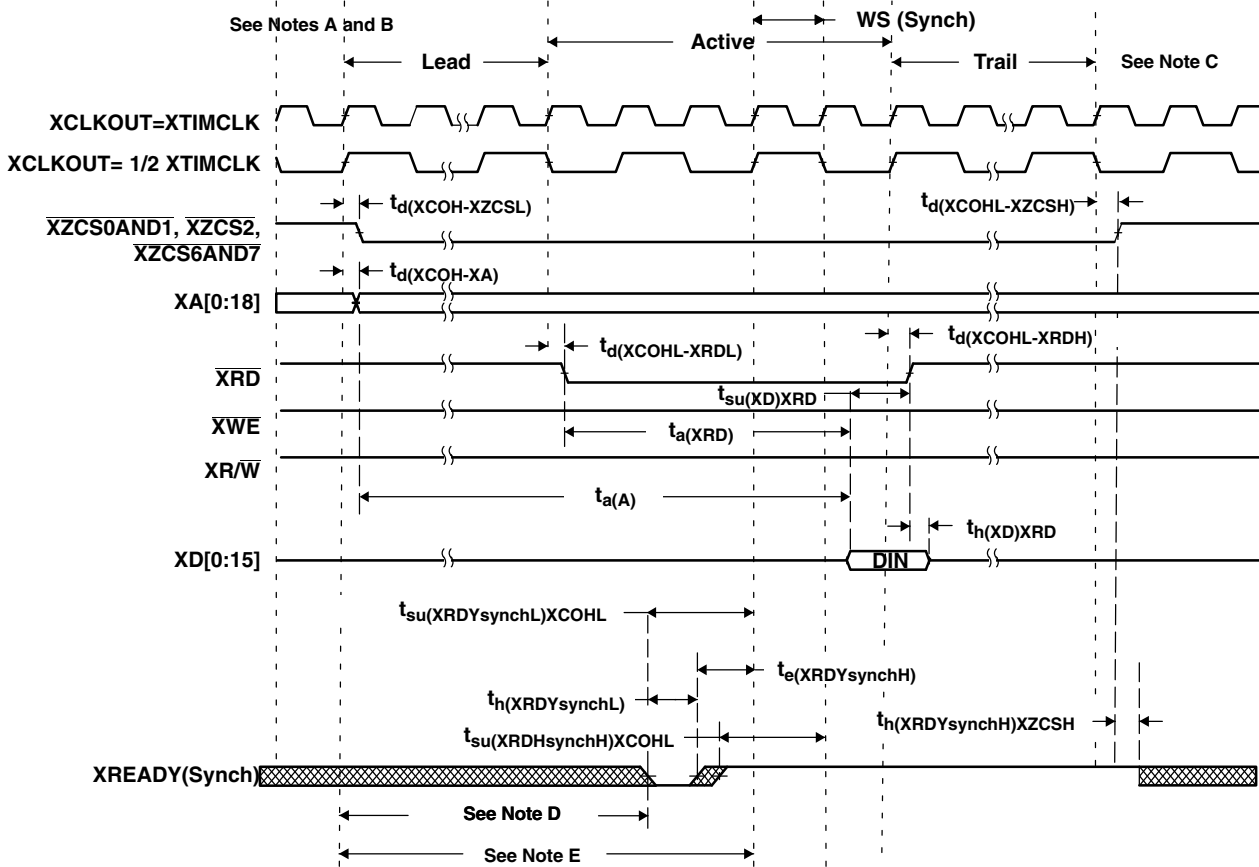 WS (Synch)
See Notes A and B
Active
Lead
Trail
See Note C
XCLKOUT=XTIMCLK
XCLKOUT= 1/2 XTIMCLK
td(XCOH-XZCSL)
td(XCOHL-XZCSH)
XZCS0AND1, XZCS2,
XZCS6AND7
td(XCOH-XA)
XA[0:18]
td(XCOHL-XRDL)
td(XCOHL-XRDH)
XRD
tsu(XD)XRD
XWE
ta(XRD)
XR/W
ta(A)
th(XD)XRD
XD[0:15]
DIN
tsu(XRDYsynchL)XCOHL
te(XRDYsynchH)
th(XRDYsynchL)
th(XRDYsynchH)XZCSH
tsu(XRDHsynchH)XCOHL
XREADY(Synch)
See Note D
See Note E